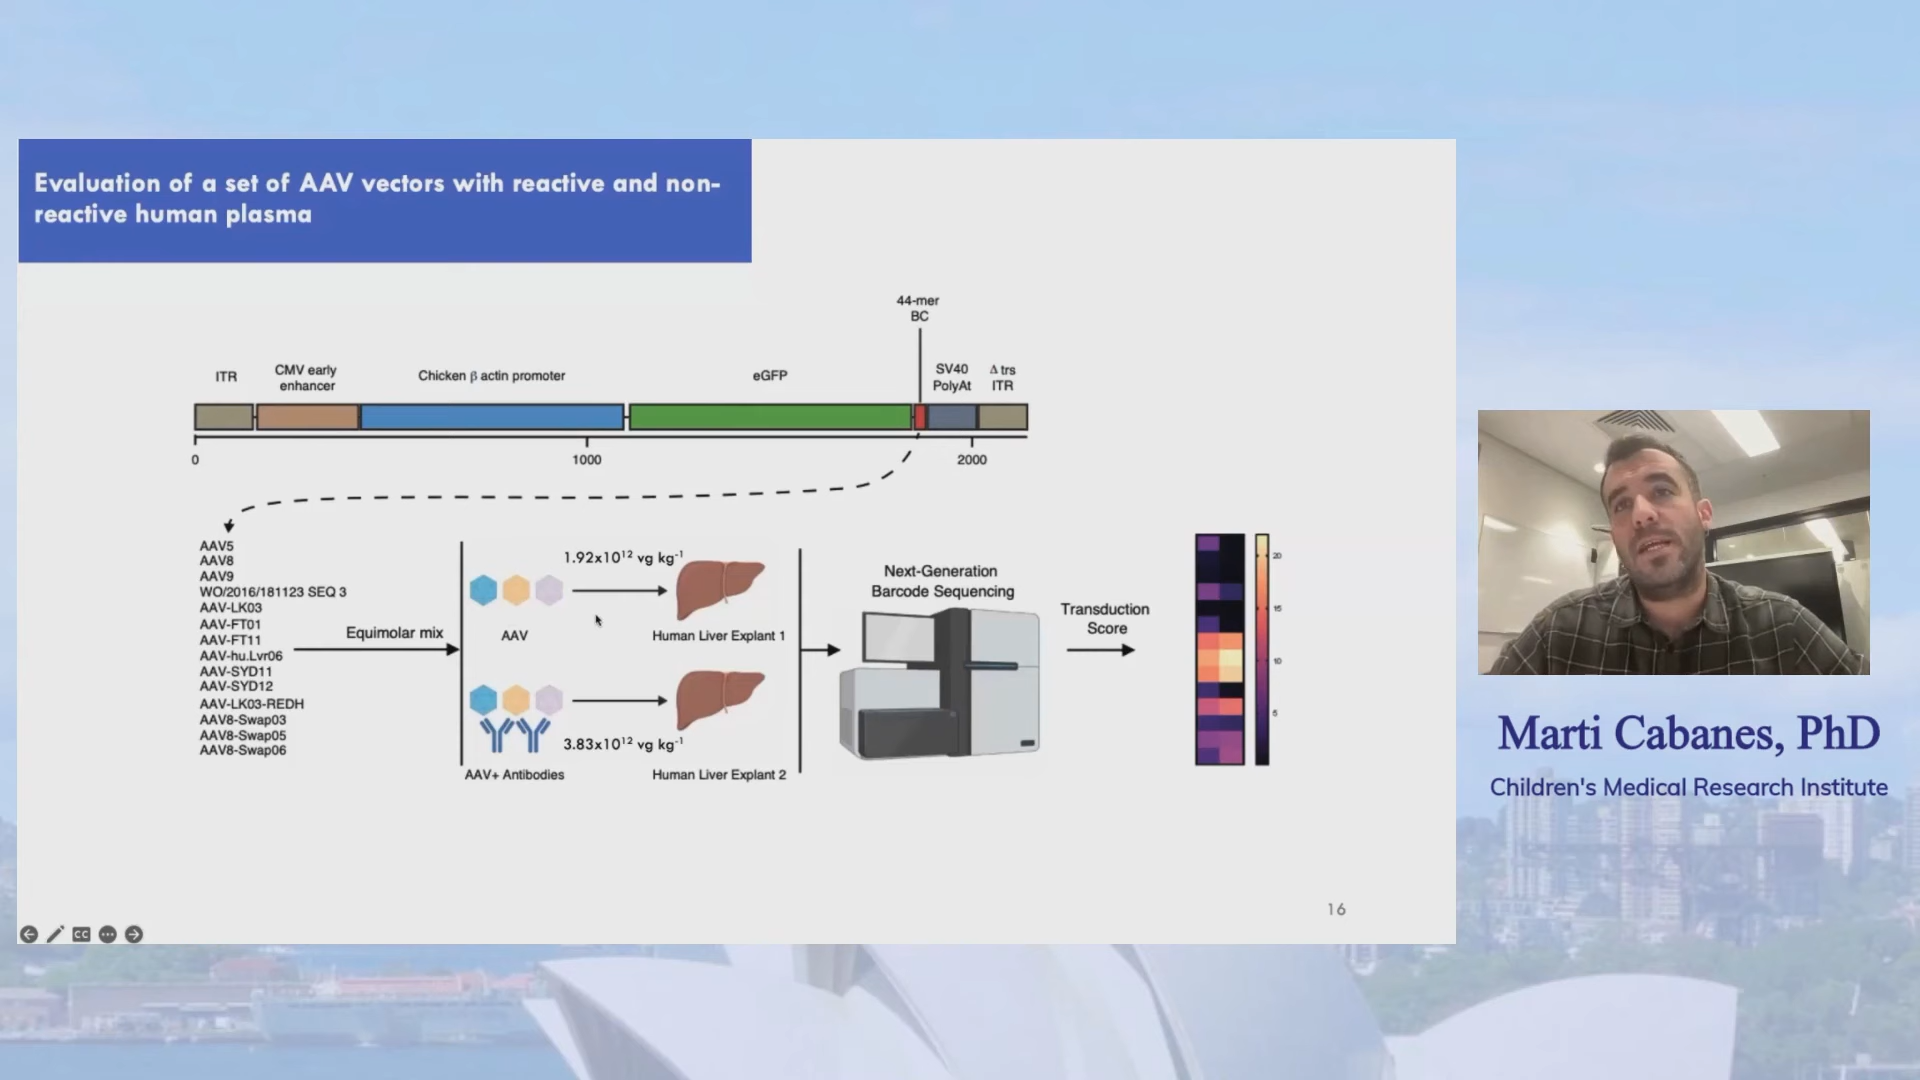 Evaluation of a set of AAV vectors with reactive and non-
reactive human plasma
44-mer
BC
ITR
CMV early
enhancer
Chicken β actin promoter
eGFP
SV40
PolyAt
Δ trs
ITR
0
1000
2000
AAV5
AAV8
AAV9
WO/2016/181123 SEQ 3
AAV-LK03
AAV-FT01
AAV-FT11
AAV-hu.Lvr06
AAV-SYD11
AAV-SYD12
AAV-LK03-REDH
AAV8-Swap03
AAV8-Swap05
AAV8-Swap06
Equimolar mix
1.92x10¹² vg kg⁻¹
AAV
Human Liver Explant 1
3.83x10¹² vg kg⁻¹
AAV+ Antibodies
Human Liver Explant 2
Next-Generation
Barcode Sequencing
Transduction
Score
20
15
10
5
16
CC
Marti Cabanes, PhD
Children's Medical Research Institute